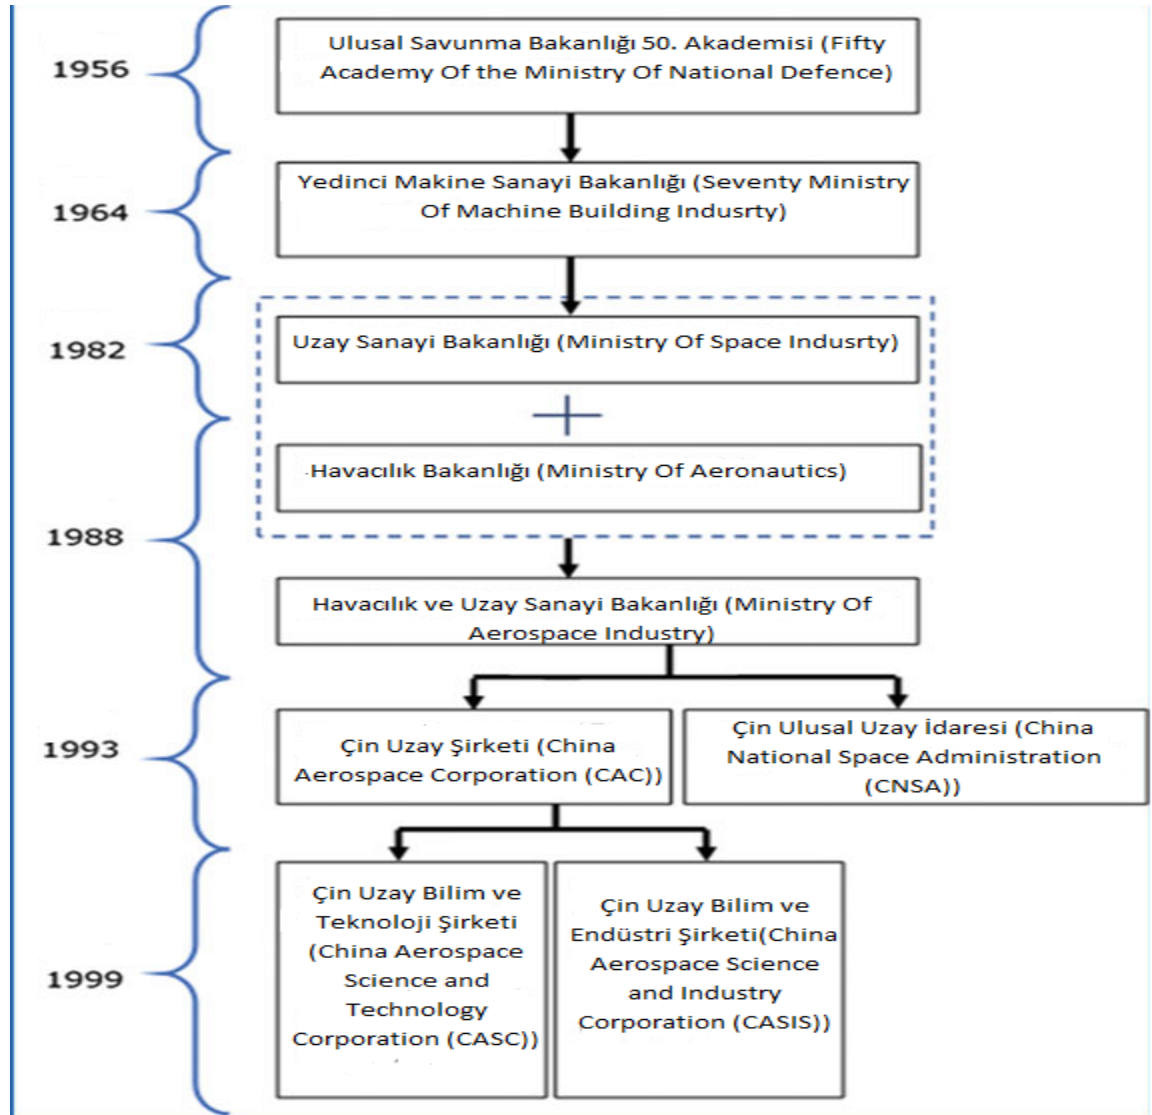 1956
Ulusal Savunma Bakanlığı 50. Akademisi (Fifty
Academy Of the Ministry Of National Defence)
1964
Yedinci Makine Sanayi Bakanlığı (Seventy Ministry
Of Machine Building Indusrty)
1982
Uzay Sanayi Bakanlığı (Ministry Of Space Indusrty)
+
Havacılık Bakanlığı (Ministry Of Aeronautics)
1988
Havacılık ve Uzay Sanayi Bakanlığı (Ministry Of
Aerospace Industry)
1993
Çin Uzay Şirketi (China
Aerospace Corporation (CAC))
Çin Ulusal Uzay İdaresi (China
National Space Administration
(CNSA))
1999
Çin Uzay Bilim ve
Teknoloji Şirketi
(China Aerospace
Science and
Technology
Corporation (CASC))
Çin Uzay Bilim ve
Endüstri Şirketi(China
Aerospace Science
and Industry
Corporation (CASIS))